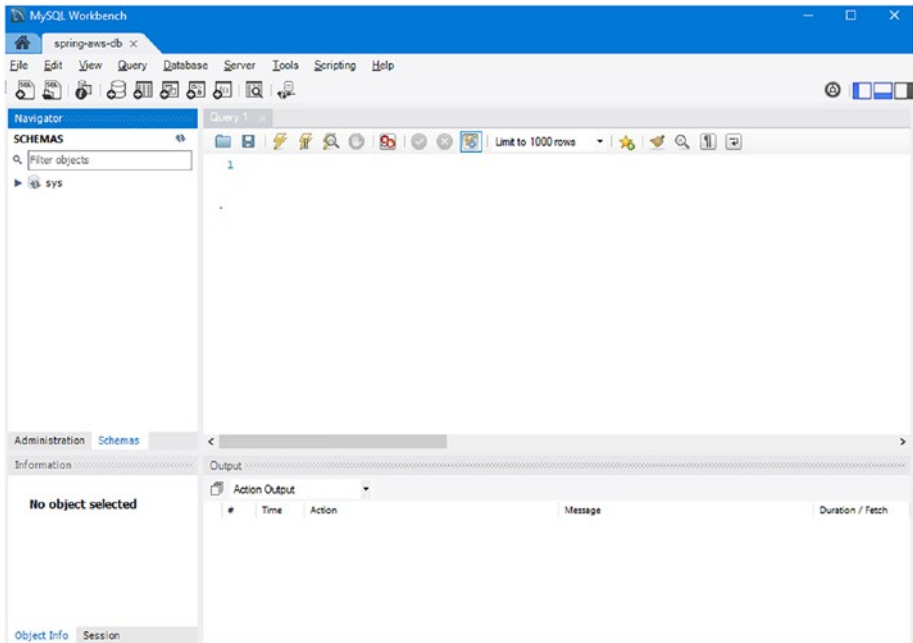 MySQL Workbench
spring-aws-db
File Edit View Query Database Server Tools Scripting Help
Navigator
SCHEMAS
Filter objects
sys
Administration Schemas
Information
No object selected
Object Info Session
Query 1
Limit to 1000 rows
1
Output
Action Output
# Time Action Message Duration / Fetch